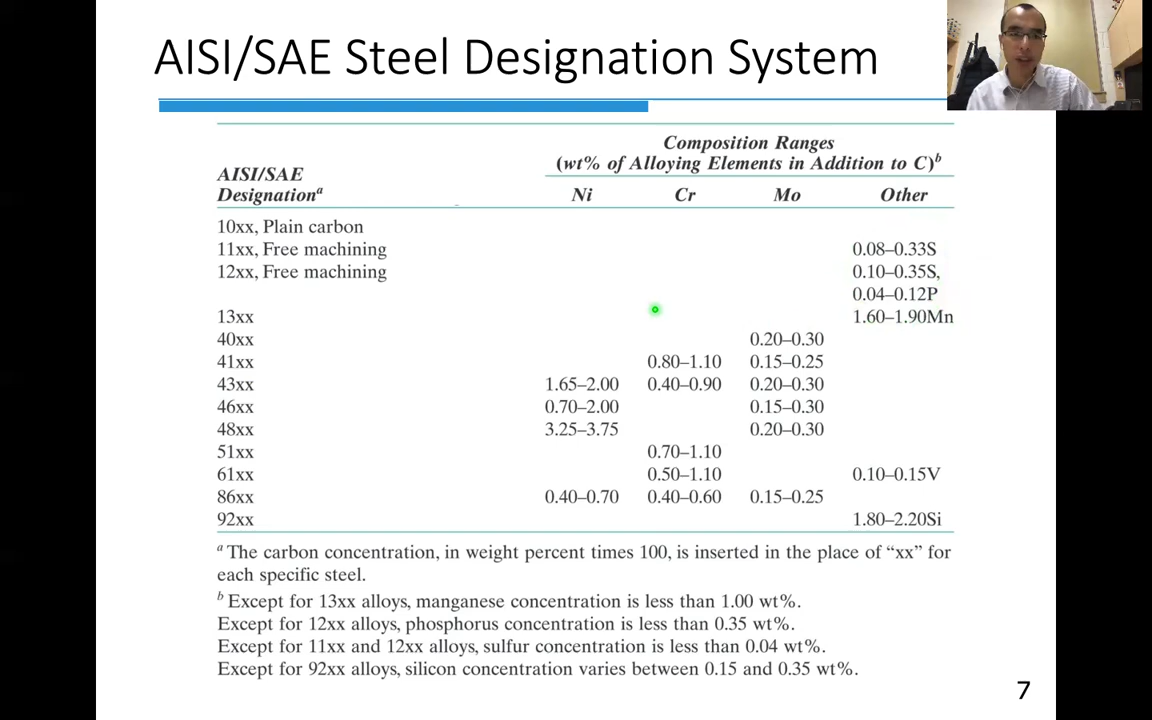 AISI/SAE Steel Designation System
Composition Ranges
(wt% of Alloying Elements in Addition to C)ᵇ
AISI/SAE
Designationᵃ Ni Cr Mo Other
10xx, Plain carbon
11xx, Free machining 0.08–0.33S
12xx, Free machining 0.10–0.35S,
0.04–0.12P
13xx 1.60–1.90Mn
40xx 0.20–0.30
41xx 0.80–1.10 0.15–0.25
43xx 1.65–2.00 0.40–0.90 0.20–0.30
46xx 0.70–2.00 0.15–0.30
48xx 3.25–3.75 0.20–0.30
51xx 0.70–1.10
61xx 0.50–1.10 0.10–0.15V
86xx 0.40–0.70 0.40–0.60 0.15–0.25
92xx 1.80–2.20Si
ᵃ The carbon concentration, in weight percent times 100, is inserted in the place of “xx” for
each specific steel.
ᵇ Except for 13xx alloys, manganese concentration is less than 1.00 wt%.
Except for 12xx alloys, phosphorus concentration is less than 0.35 wt%.
Except for 11xx and 12xx alloys, sulfur concentration is less than 0.04 wt%.
Except for 92xx alloys, silicon concentration varies between 0.15 and 0.35 wt%.
7